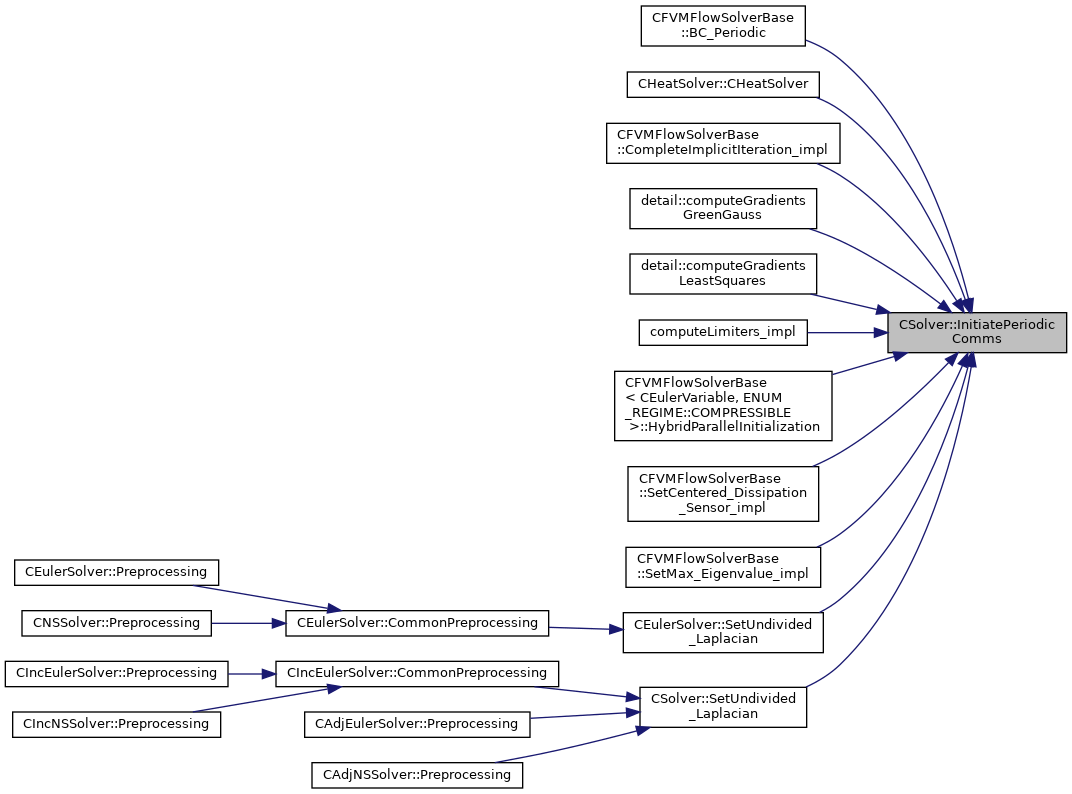 CFVMFlowSolverBase
::BC_Periodic
CHeatSolver::CHeatSolver
CFVMFlowSolverBase
::CompleteImplicitIteration_impl
detail::computeGradients
GreenGauss
detail::computeGradients
LeastSquares
CSolver::InitiatePeriodic
Comms
computeLimiters_impl
CFVMFlowSolverBase
< CEulerVariable, ENUM
_REGIME::COMPRESSIBLE
>::HybridParallelInitialization
CFVMFlowSolverBase
::SetCentered_Dissipation
_Sensor_impl
CFVMFlowSolverBase
::SetMax_Eigenvalue_impl
CEulerSolver::Preprocessing
CNSSolver::Preprocessing
CEulerSolver::CommonPreprocessing
CEulerSolver::SetUndivided
_Laplacian
CIncEulerSolver::Preprocessing
CIncEulerSolver::CommonPreprocessing
CSolver::SetUndivided
_Laplacian
CIncNSSolver::Preprocessing
CAdjEulerSolver::Preprocessing
CAdjNSSolver::Preprocessing